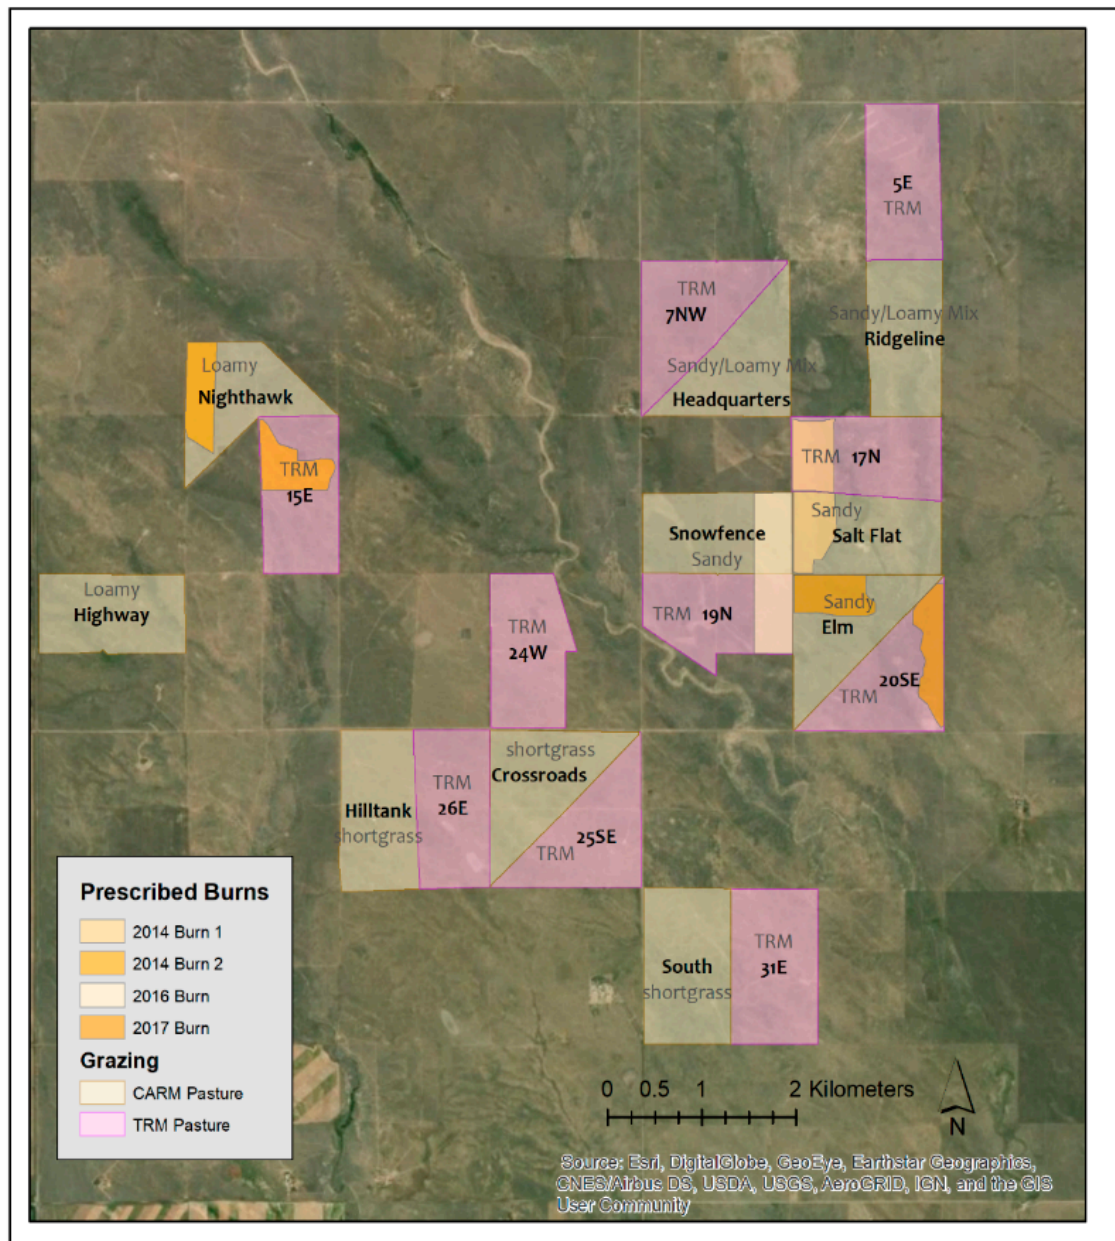 5E
TRM
TRM
7NW
Sandy/Loamy Mix
Ridgeline
Sandy/Loamy Mix
Headquarters
Loamy
Nighthawk
TRM
15E
TRM 17N
Sandy
Salt Flat
Snowfence
Sandy
Loamy
Highway
TRM
24W
TRM 19N
Sandy
Elm
20SE
TRM
shortgrass
Crossroads
TRM
26E
Hilltank
shortgrass
25SE
TRM
South
shortgrass
TRM
31E
Prescribed Burns
2014 Burn 1
2014 Burn 2
2016 Burn
2017 Burn
Grazing
CARM Pasture
TRM Pasture
0 0.5 1 2 Kilometers
N
Source: Esri, DigitalGlobe, GeoEye, Earthstar Geographics,
CNES/Airbus DS, USDA, USGS, AeroGRID, IGN, and the GIS
User Community